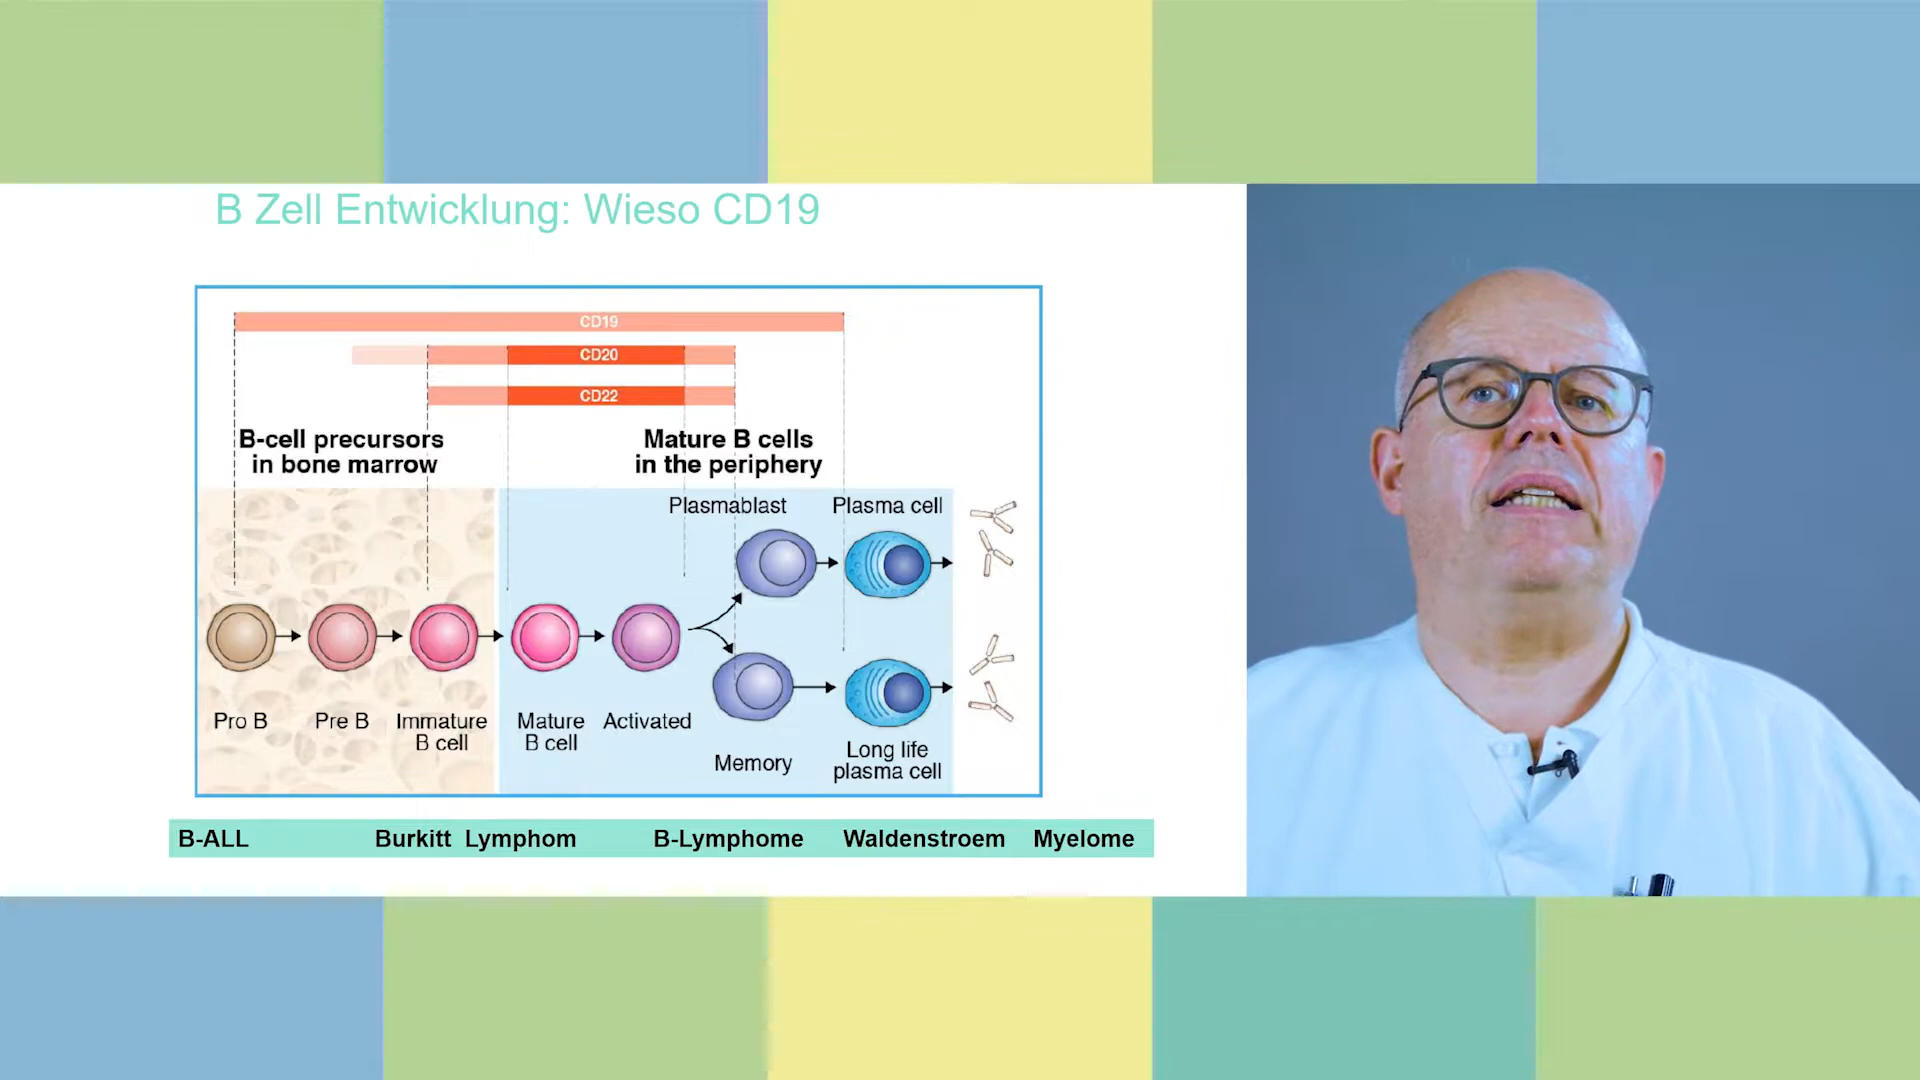 B Zell Entwicklung: Wieso CD19
CD19
CD20
CD22
B-cell precursors
in bone marrow
Mature B cells
in the periphery
Plasmablast
Plasma cell
Pro B
Pre B
Immature
B cell
Mature
B cell
Activated
Memory
Long life
plasma cell
B-ALL Burkitt Lymphom B-Lymphome Waldenstroem Myelome